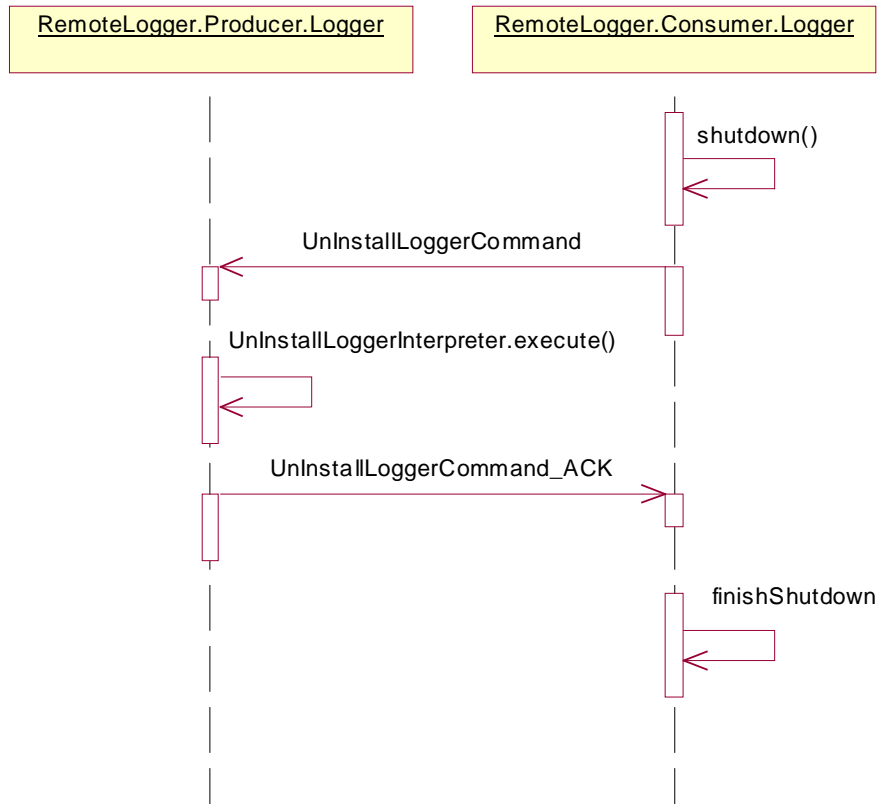 RemoteLogger.Producer.Logger
RemoteLogger.Consumer.Logger
shutdown()
UnInstallLoggerCommand
UnInstallLoggerInterpreter.execute()
UnInstallLoggerCommand_ACK
finishShutdown